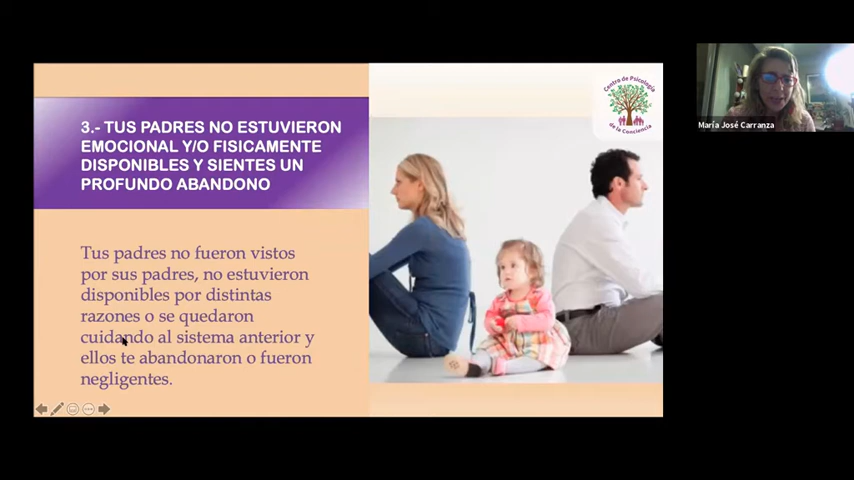 3.- TUS PADRES NO ESTUVIERON
EMOCIONAL Y/O FISICAMENTE
DISPONIBLES Y SIENTES UN
PROFUNDO ABANDONO
Tus padres no fueron vistos
por sus padres, no estuvieron
disponibles por distintas
razones o se quedaron
cuidando al sistema anterior y
ellos te abandonaron o fueron
negligentes.
Centro de Psicología
de la Conciencia
María José Carranza